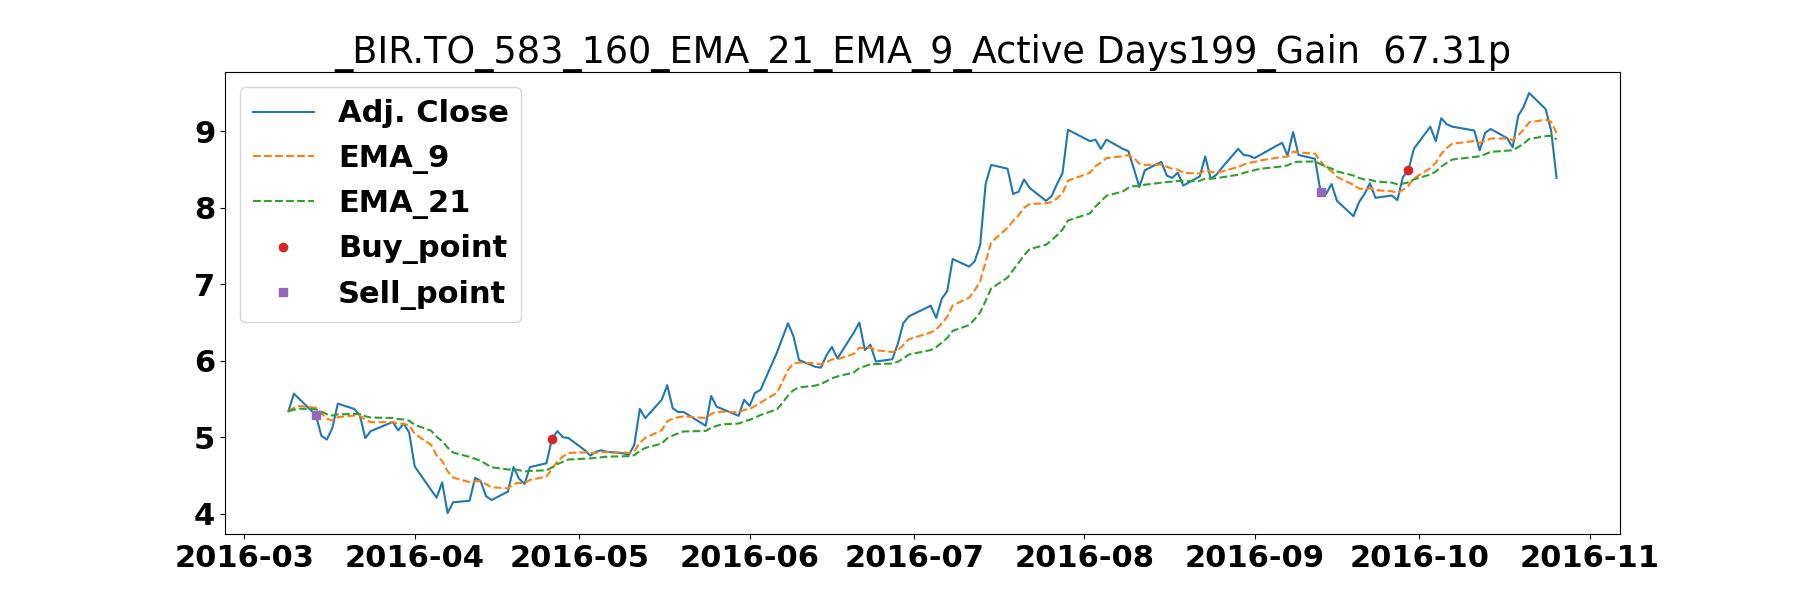 _BIR.TO_583_160_EMA_21_EMA_9_Active Days199_Gain  67.31p
Adj. Close
EMA_9
EMA_21
Buy_point
Sell_point
9
8
7
6
5
4
2016-03 2016-04 2016-05 2016-06 2016-07 2016-08 2016-09 2016-10 2016-11